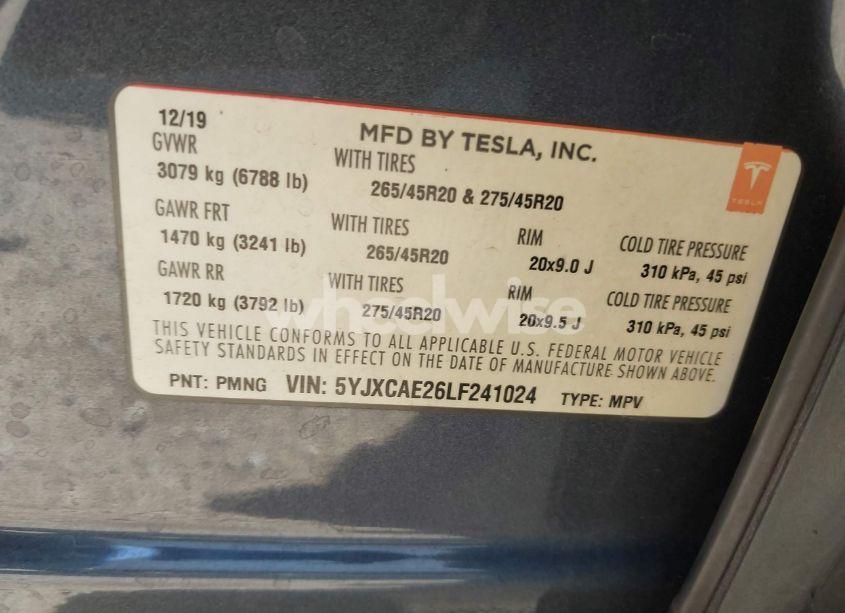 12/19
MFD BY TESLA, INC.
TESLA
GVWR
3079 kg (6788 lb)
WITH TIRES
265/45R20 & 275/45R20
GAWR FRT
1470 kg (3241 lb)
WITH TIRES
265/45R20
RIM
20x9.0 J
COLD TIRE PRESSURE
310 kPa, 45 psi
GAWR RR
1720 kg (3792 lb)
WITH TIRES
275/45R20
RIM
20x9.5 J
COLD TIRE PRESSURE
310 kPa, 45 psi
wheelwise
THIS VEHICLE CONFORMS TO ALL APPLICABLE U.S. FEDERAL MOTOR VEHICLE
SAFETY STANDARDS IN EFFECT ON THE DATE OF MANUFACTURE SHOWN ABOVE.
PNT: PMNG VIN: 5YJXCAE26LF241024 TYPE: MPV